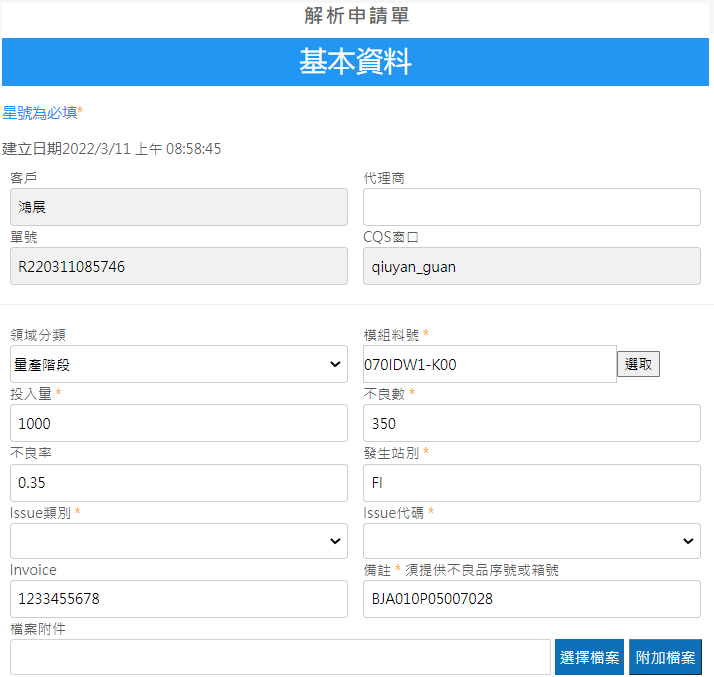 解析申請單
基本資料
星號為必填*
建立日期2022/3/11 上午 08:58:45
客戶 代理商
鴻展
單號 CQS窗口
R220311085746 qiuyan_guan
領域分類 模組料號 *
量產階段 070IDW1-K00 選取
投入量 * 不良數 *
1000 350
不良率 發生站別 *
0.35 FI
Issue類別 * Issue代碼 *
Invoice 備註 * 須提供不良品序號或箱號
1233455678 BJA010P05007028
檔案附件
選擇檔案 附加檔案